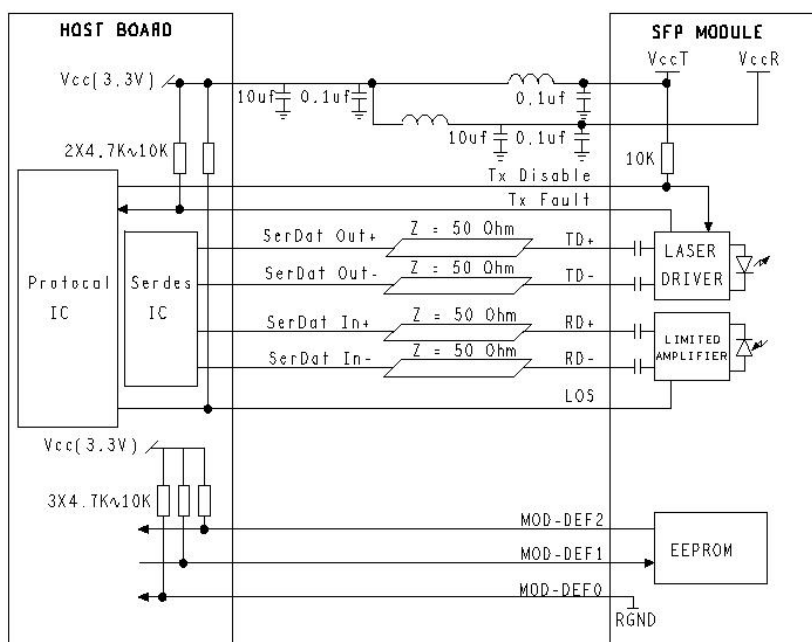 HOST BOARD
SFP MODULE
VccT
VccR
Vcc(3.3V)
10uf
0.1uf
0.1uf
10uf
0.1uf
2X4.7K~10K
10K
Tx Disable
Tx Fault
Protocal
IC
Serdes
IC
SerDat Out+
Z = 50 Ohm
TD+
SerDat Out-
Z = 50 Ohm
TD-
LASER
DRIVER
SerDat In+
Z = 50 Ohm
RD+
SerDat In-
Z = 50 Ohm
RD-
LIMITED
AMPLIFIER
LOS
Vcc(3.3V)
3X4.7K~10K
MOD-DEF2
MOD-DEF1
MOD-DEF0
EEPROM
RGND